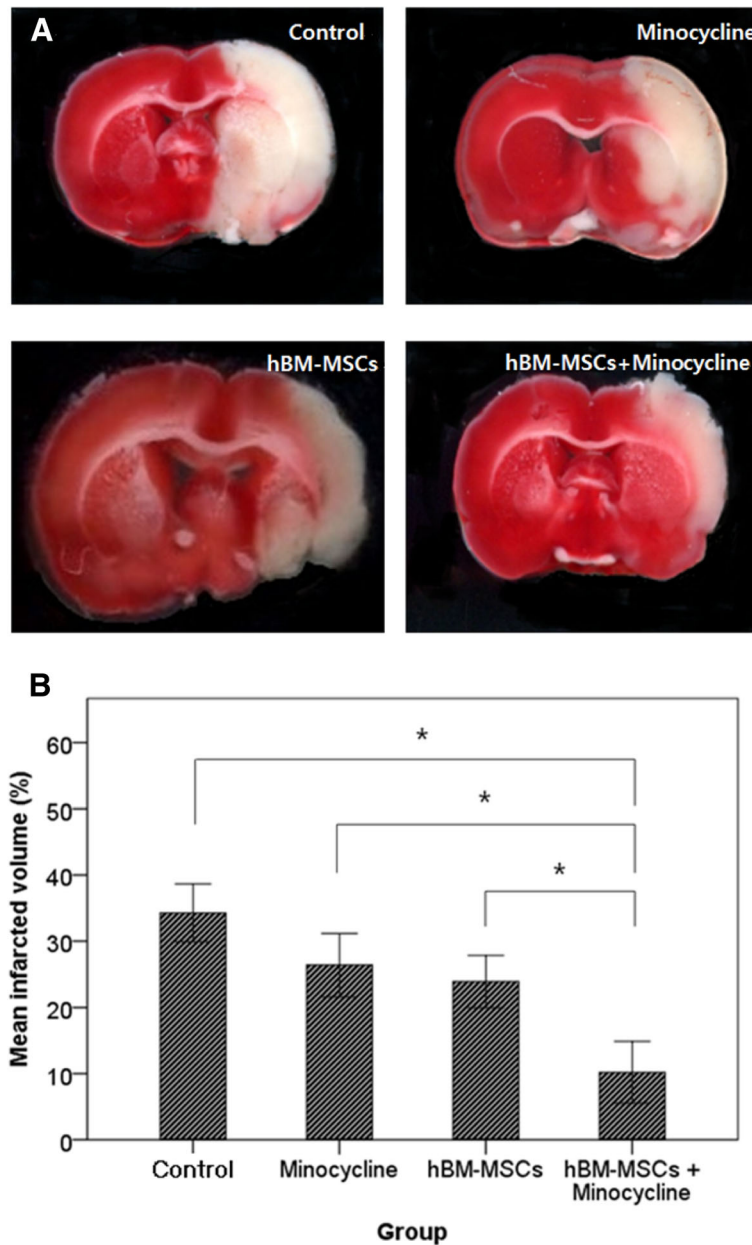 A
Control
Minocycline
hBM-MSCs
hBM-MSCs+Minocycline
B
Mean infarcted volume (%)
60
50
40
30
20
10
0
*
*
*
Control
Minocycline
hBM-MSCs
hBM-MSCs +
Minocycline
Group